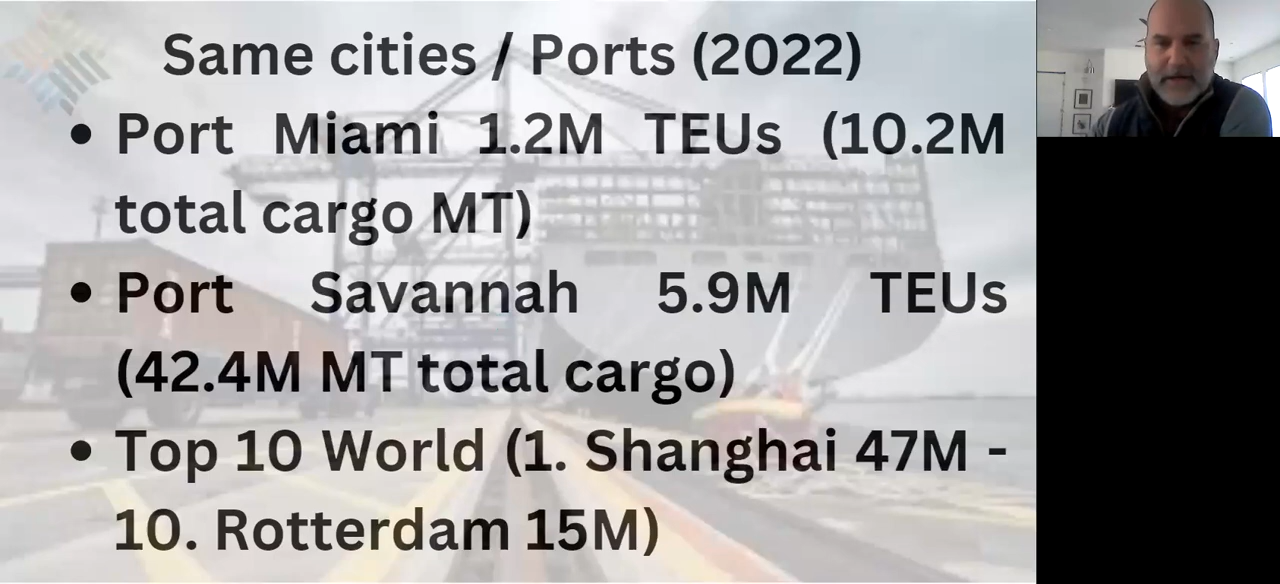 Same cities / Ports (2022)
• Port Miami 1.2M TEUs (10.2M
total cargo MT)
• Port Savannah 5.9M TEUs
(42.4M MT total cargo)
• Top 10 World (1. Shanghai 47M -
10. Rotterdam 15M)